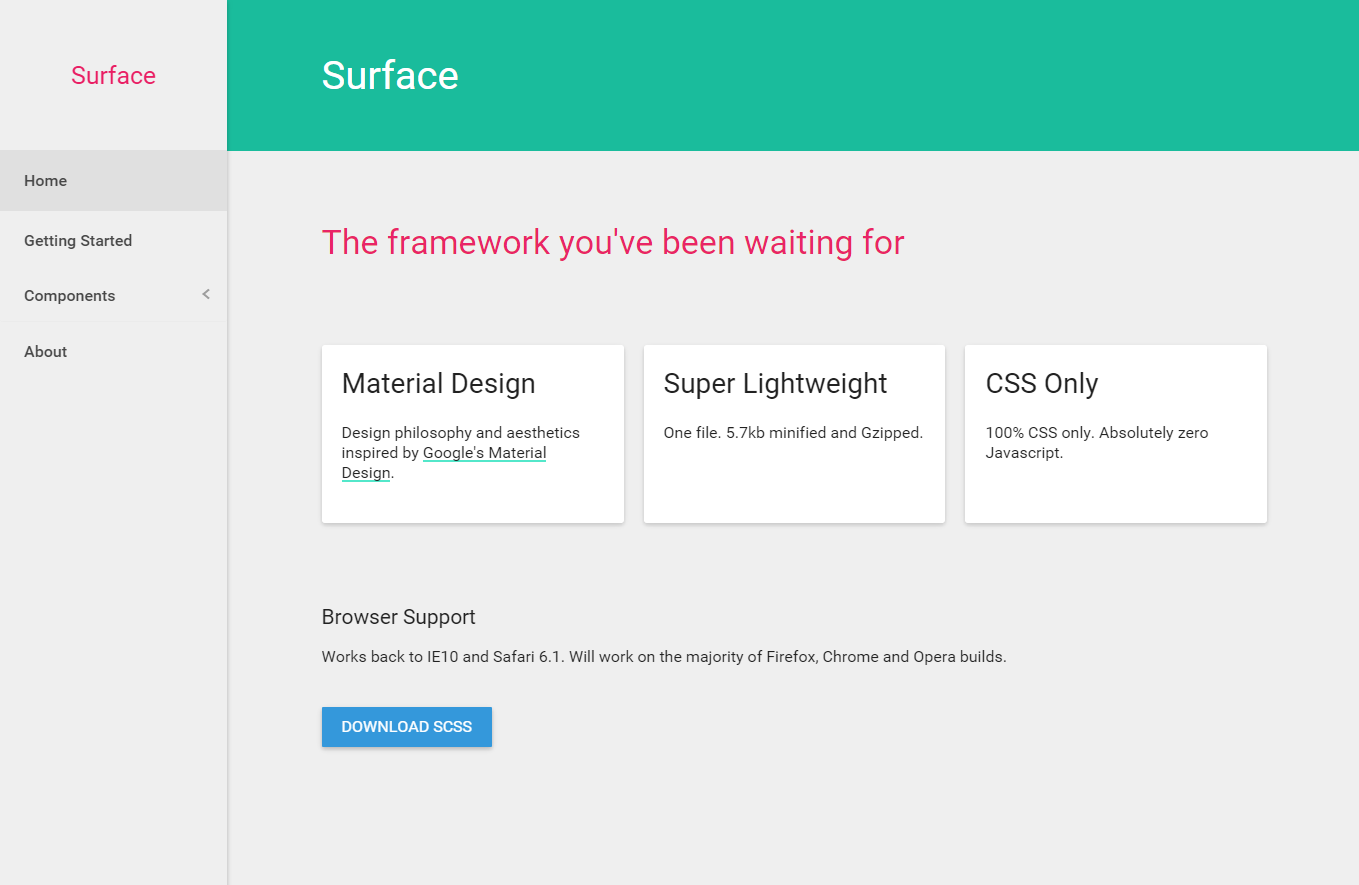 Surface
Home
Getting Started
Components
About
Surface
The framework you've been waiting for
Material Design
Design philosophy and aesthetics
inspired by Google's Material
Design.
Super Lightweight
One file. 5.7kb minified and Gzipped.
CSS Only
100% CSS only. Absolutely zero
Javascript.
Browser Support
Works back to IE10 and Safari 6.1. Will work on the majority of Firefox, Chrome and Opera builds.
DOWNLOAD SCSS